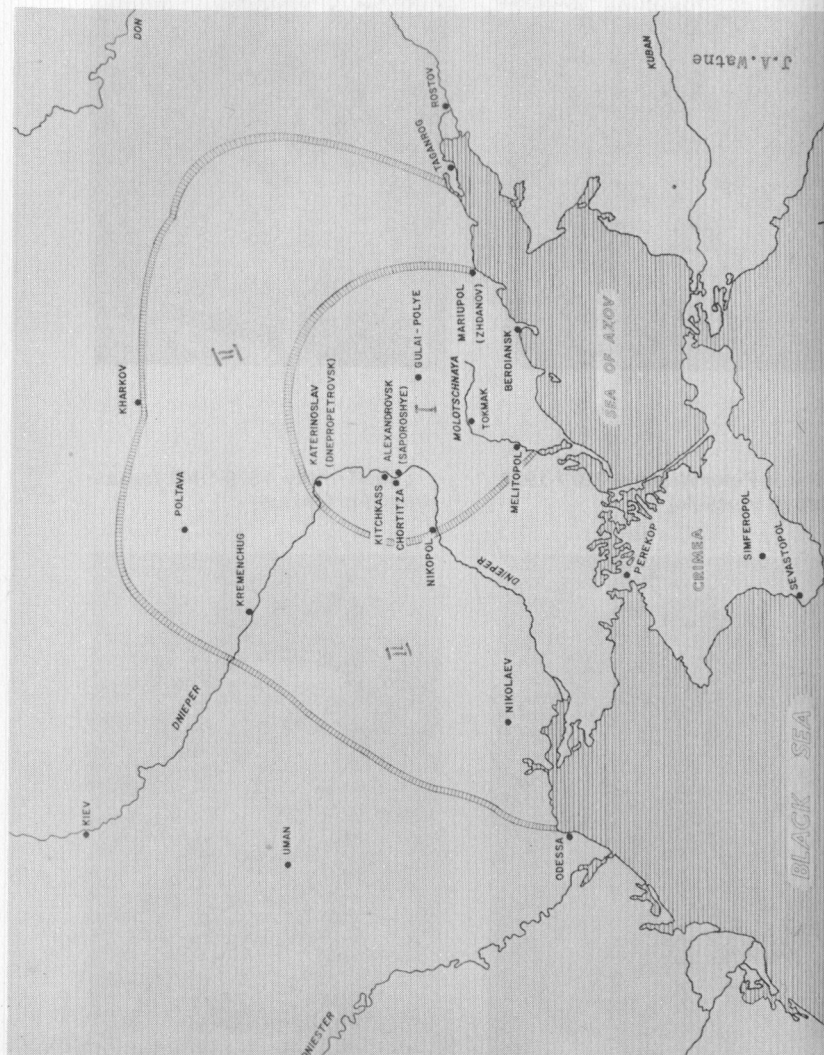 DON
KUBAN
J.A.Watne
ROSTOV
TAGANROG
KHARKOV
II
GULAI-POLYE
MARIUPOL
(ZHDANOV)
BERDIANSK
SEA OF AXOV
KATERINOSLAV
(DNEPROPETROVSK)
ALEXANDROVSK
(SAPOROSHYE)
I
MOLOTSCHNAYA
TOKMAK
MELITOPOL
POLTAVA
KITCHKASS
CHORTITZA
NIKOPOL
KREMENCHUG
DNIEPER
PEREKOP
CRIMEA
SIMFEROPOL
SEVASTOPOL
DNIEPER
II
NIKOLAEV
KIEV
UMAN
ODESSA
BLACK SEA
DNIESTER